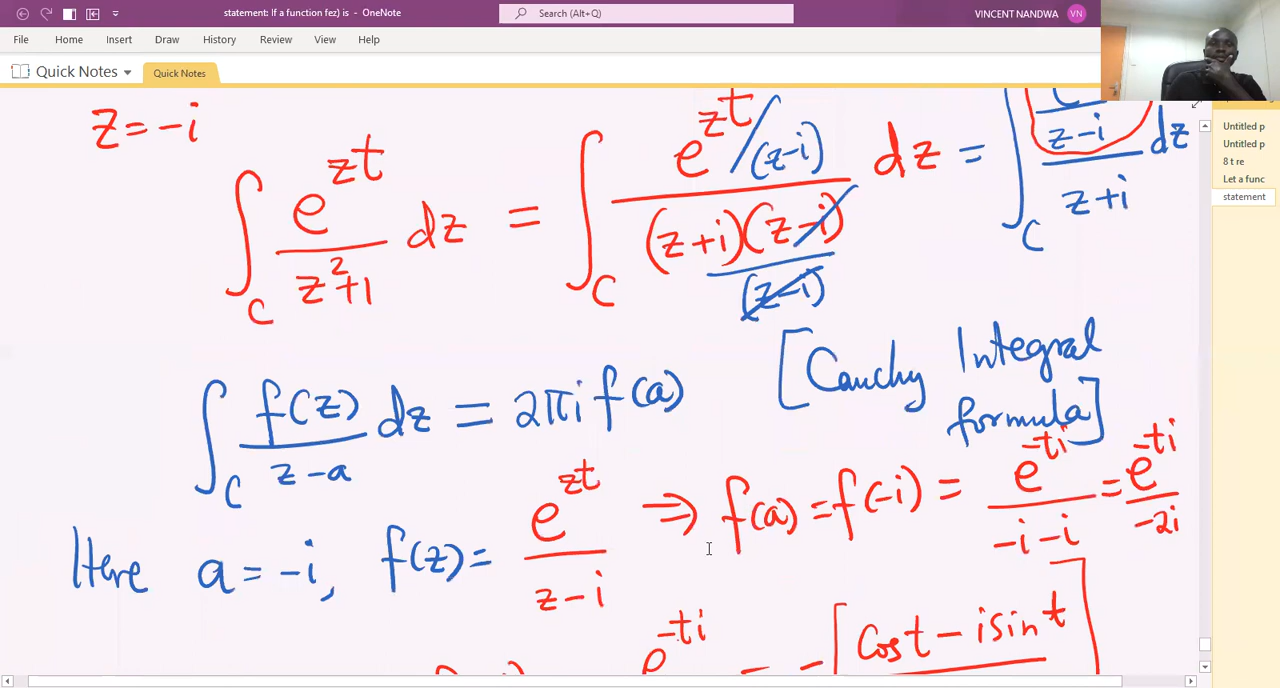 statement: If a function fez) is - OneNote
Search (Alt+Q)
VINCENT NANDWA VN
File Home Insert Draw History Review View Help
Quick Notes
Quick Notes
Untitled p
Untitled p
8 t re
Let a func
statement
z = -i
∫_C e^{zt}/(z²+1) dz = ∫_C (e^{zt}/(z-i))/((z+i)(z-i)/(z-i)) dz = ∫_C (/(z-i))/(z+i) dz
∫_C f(z)/(z-a) dz = 2πi f(a) [Cauchy Integral
formula]
Here a = -i, f(z) = e^{zt}/(z-i) ⇒ f(a) = f(-i) = e^{-ti}/(-i-i) = e^{-ti}/(-2i)
e^{-ti} = -[Cos t - i Sin t